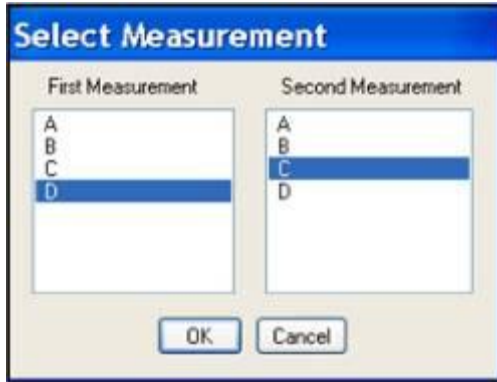 Select Measurement
First Measurement
A
B
C
D
Second Measurement
A
B
C
D
OK
Cancel